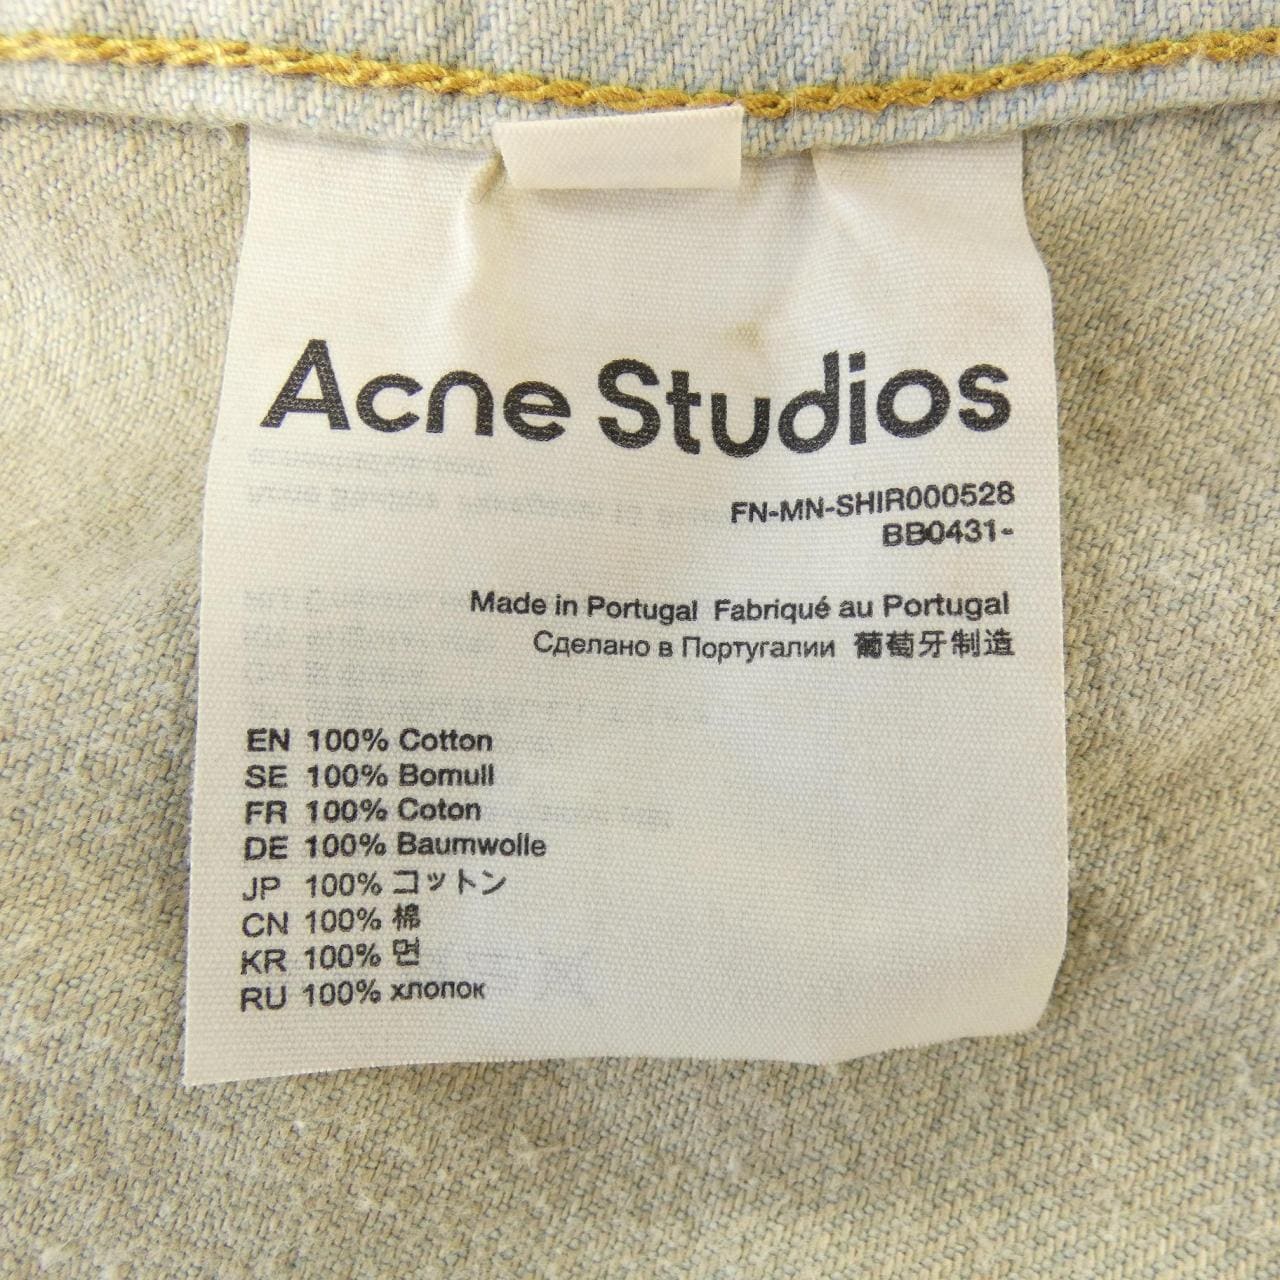 Acne Studios
FN-MN-SHIR000528
BB0431-
Made in Portugal Fabriqué au Portugal
Сделано в Португалии 葡萄牙制造
EN 100% Cotton
SE 100% Bomull
FR 100% Coton
DE 100% Baumwolle
JP 100% コットン
CN 100% 棉
KR 100% 면
RU 100% хлопок